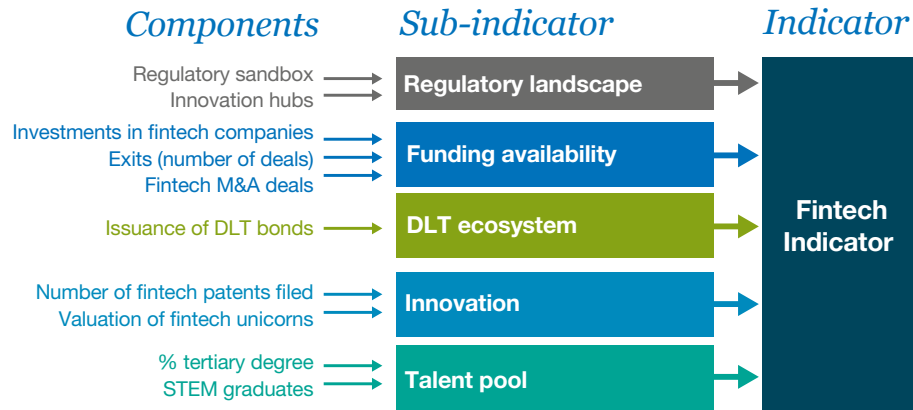 Components
Sub-indicator
Indicator
Regulatory sandbox
Innovation hubs
Regulatory landscape
Investments in fintech companies
Exits (number of deals)
Fintech M&A deals
Funding availability
Issuance of DLT bonds
DLT ecosystem
Number of fintech patents filed
Valuation of fintech unicorns
Innovation
% tertiary degree
STEM graduates
Talent pool
Fintech
Indicator